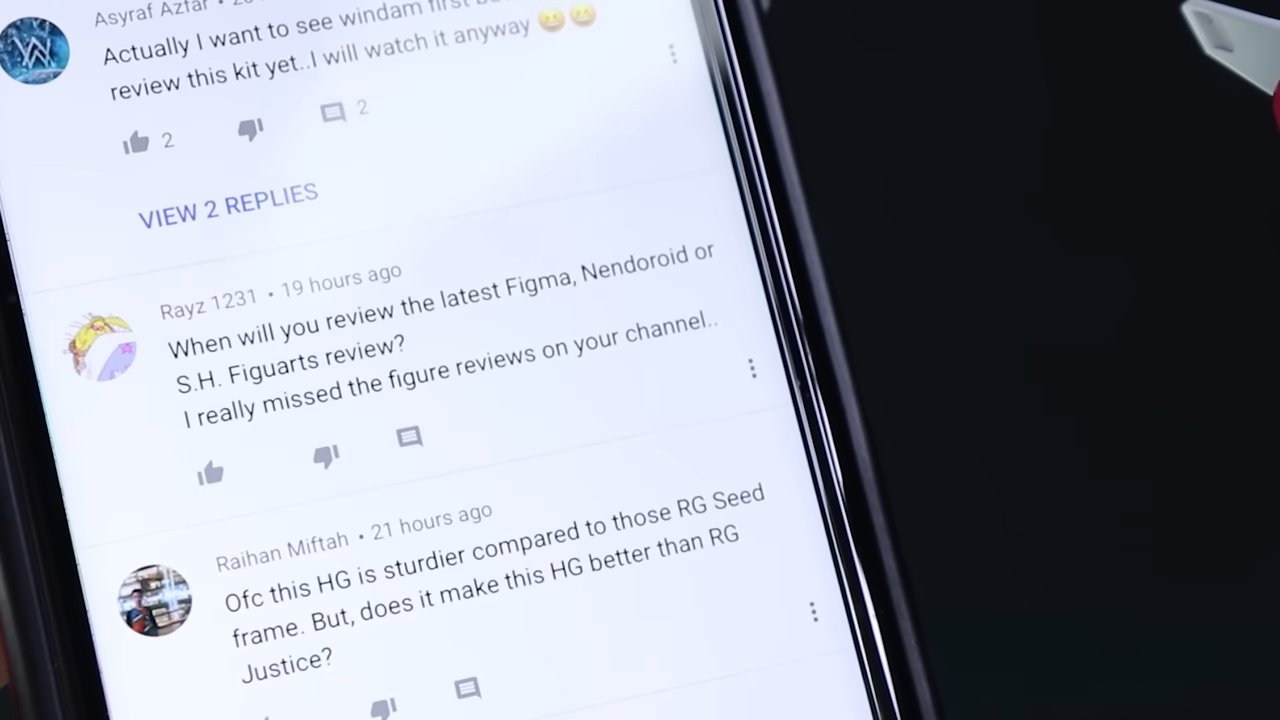 Asyraf Azfar
Actually I want to see windam first
review this kit yet..I will watch it anyway 😆😆
2
2
VIEW 2 REPLIES
Rayz 1231 • 19 hours ago
When will you review the latest Figma, Nendoroid or
S.H. Figuarts review?
I really missed the figure reviews on your channel..
Raihan Miftah • 21 hours ago
Ofc this HG is sturdier compared to those RG Seed
frame. But, does it make this HG better than RG
Justice?